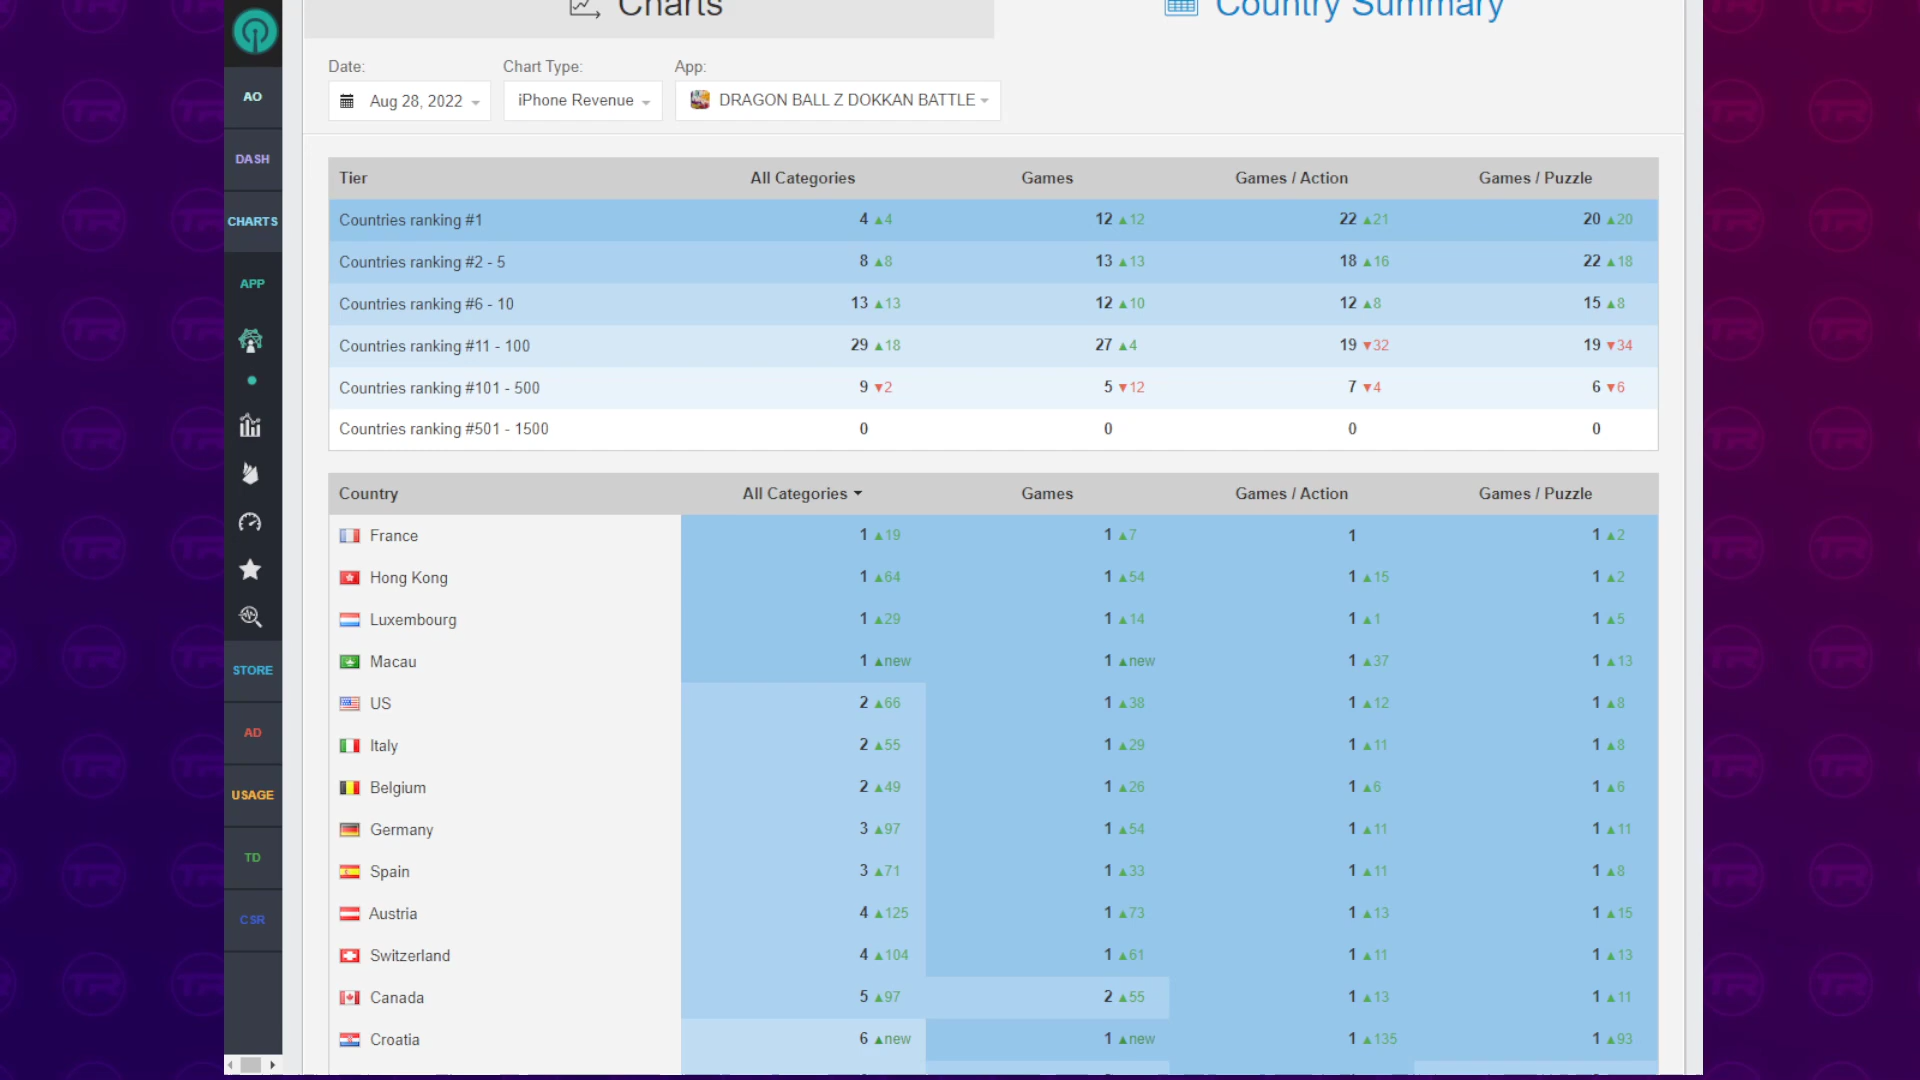 Charts
Country Summary
Date:
Chart Type:
App:
Aug 28, 2022
iPhone Revenue
DRAGON BALL Z DOKKAN BATTLE
AO
DASH
CHARTS
APP
STORE
AD
USAGE
TD
CSR
Tier All Categories Games Games / Action Games / Puzzle
Countries ranking #1 4 ▲4 12 ▲12 22 ▲21 20 ▲20
Countries ranking #2 - 5 8 ▲8 13 ▲13 18 ▲16 22 ▲18
Countries ranking #6 - 10 13 ▲13 12 ▲10 12 ▲8 15 ▲8
Countries ranking #11 - 100 29 ▲18 27 ▲4 19 ▼32 19 ▼34
Countries ranking #101 - 500 9 ▼2 5 ▼12 7 ▼4 6 ▼6
Countries ranking #501 - 1500 0 0 0 0
Country All Categories Games Games / Action Games / Puzzle
France 1 ▲19 1 ▲7 1 1 ▲2
Hong Kong 1 ▲64 1 ▲54 1 ▲15 1 ▲2
Luxembourg 1 ▲29 1 ▲14 1 ▲1 1 ▲5
Macau 1 ▲new 1 ▲new 1 ▲37 1 ▲13
US 2 ▲66 1 ▲38 1 ▲12 1 ▲8
Italy 2 ▲55 1 ▲29 1 ▲11 1 ▲8
Belgium 2 ▲49 1 ▲26 1 ▲6 1 ▲6
Germany 3 ▲97 1 ▲54 1 ▲11 1 ▲11
Spain 3 ▲71 1 ▲33 1 ▲11 1 ▲8
Austria 4 ▲125 1 ▲73 1 ▲13 1 ▲15
Switzerland 4 ▲104 1 ▲61 1 ▲11 1 ▲13
Canada 5 ▲97 2 ▲55 1 ▲13 1 ▲11
Croatia 6 ▲new 1 ▲new 1 ▲135 1 ▲93